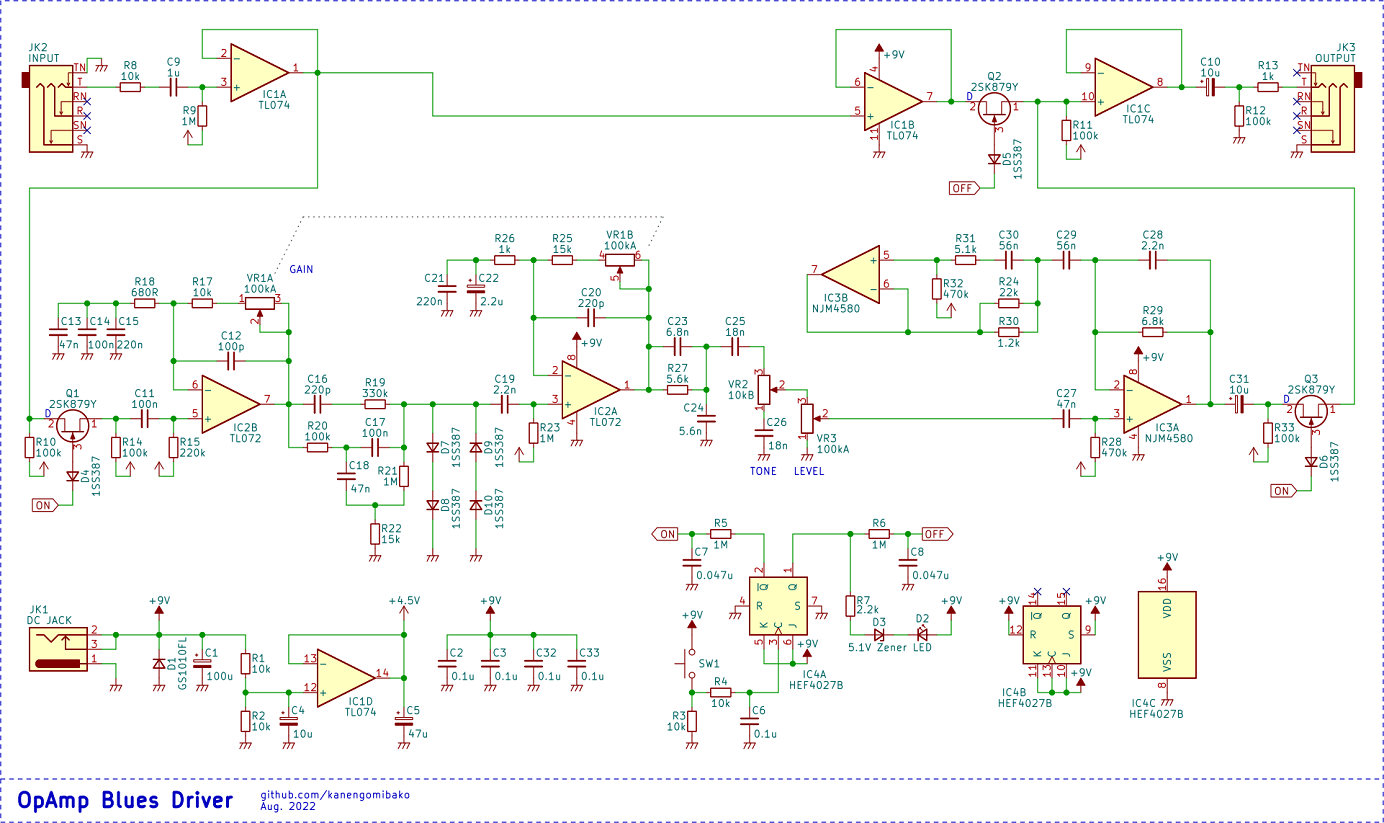 JK2
INPUT
TN
T
RN
R
SN
S
R8
10k
C9
1u
R9
1M
2
3
1
IC1A
TL074
+9V
4
6
5
7
11
IC1B
TL074
Q2
2SK879Y
D
2
1
3
D5
1SS387
OFF
9
10
8
IC1C
TL074
R11
100k
C10
10u
R13
1k
R12
100k
JK3
OUTPUT
TN
T
RN
R
SN
S
GAIN
R18
680R
R17
10k
VR1A
100kA
1
3
2
C13
47n
C14
100n
C15
220n
C12
100p
6
5
7
IC2B
TL072
Q1
2SK879Y
D
2
1
3
R10
100k
D4
1SS387
ON
C11
100n
R14
100k
R15
220k
C16
220p
R19
330k
R20
100k
C17
100n
C18
47n
R21
1M
R22
15k
D7
1SS387
D8
1SS387
D9
1SS387
D10
1SS387
C19
2.2n
R23
1M
C21
220n
C22
2.2u
R26
1k
R25
15k
VR1B
100kA
4
6
5
C20
220p
+9V
8
2
3
1
4
IC2A
TL072
C23
6.8n
R27
5.6k
C24
5.6n
C25
18n
VR2
10kB
3
2
1
C26
18n
TONE
VR3
100kA
3
2
1
LEVEL
7
5
6
IC3B
NJM4580
R31
5.1k
R32
470k
C30
56n
R24
22k
R30
1.2k
C29
56n
C28
2.2n
R29
6.8k
+9V
8
2
3
1
4
IC3A
NJM4580
C27
47n
R28
470k
C31
10u
R33
100k
Q3
2SK879Y
D
2
1
3
D6
1SS387
ON
JK1
DC JACK
2
3
1
+9V
D1
GS1010FL
C1
100u
R1
10k
R2
10k
C4
10u
13
12
14
IC1D
TL074
+4.5V
C5
47u
+9V
C2
0.1u
C3
0.1u
C32
0.1u
C33
0.1u
ON
R5
1M
C7
0.047u
+9V
SW1
R3
10k
R4
10k
C6
0.1u
2
1
Q
Q
4
R
S
7
K
C
J
5
3
6
+9V
IC4A
HEF4027B
R6
1M
OFF
C8
0.047u
R7
2.2k
D3
5.1V Zener
D2
LED
+9V
+9V
14
15
Q
Q
12
R
S
9
K
C
J
11
13
10
+9V
+9V
IC4B
HEF4027B
+9V
16
VDD
VSS
8
IC4C
HEF4027B
OpAmp Blues Driver
github.com/kanengomibako
Aug. 2022